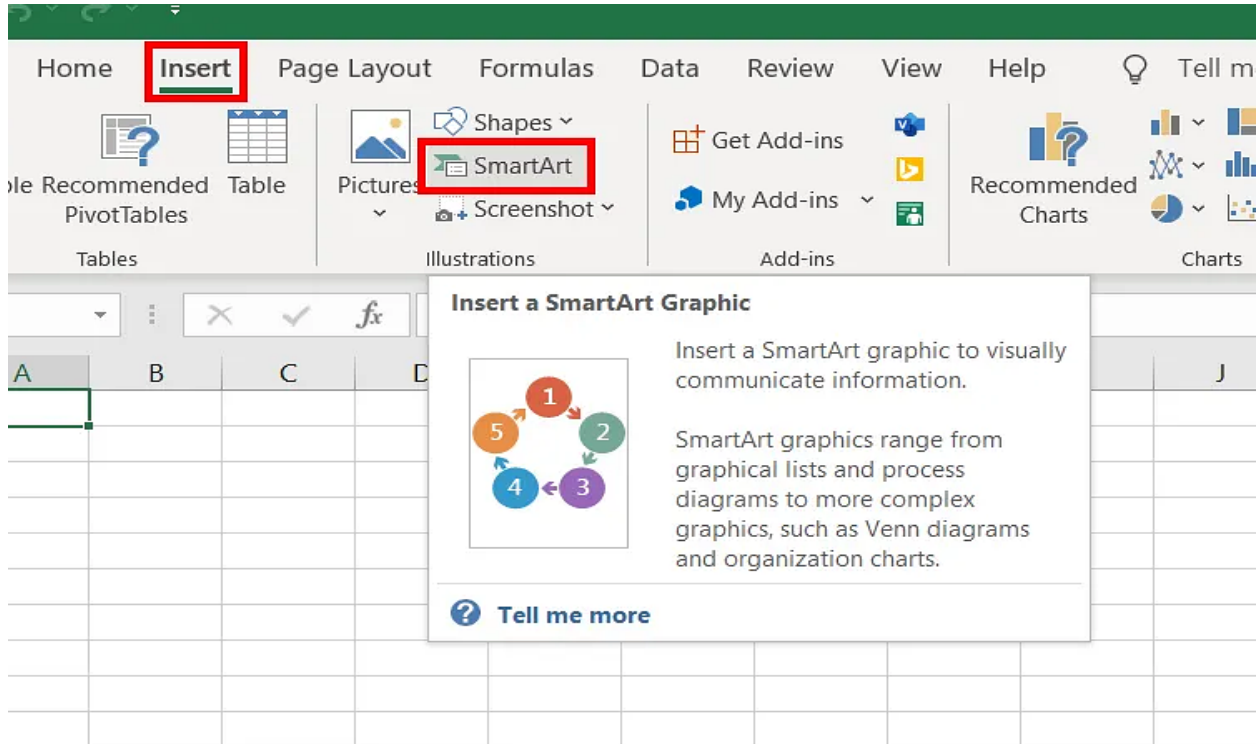 Home Insert Page Layout Formulas Data Review View Help Tell
Shapes
Get Add-ins
SmartArt
Recommended Table Pictures Recommended
My Add-ins
PivotTables Screenshot Charts
Tables Illustrations Add-ins Charts
fx
Insert a SmartArt Graphic
Insert a SmartArt graphic to visually
communicate information.
A B C D J
1
5 2
4 3
SmartArt graphics range from
graphical lists and process
diagrams to more complex
graphics, such as Venn diagrams
and organization charts.
? Tell me more